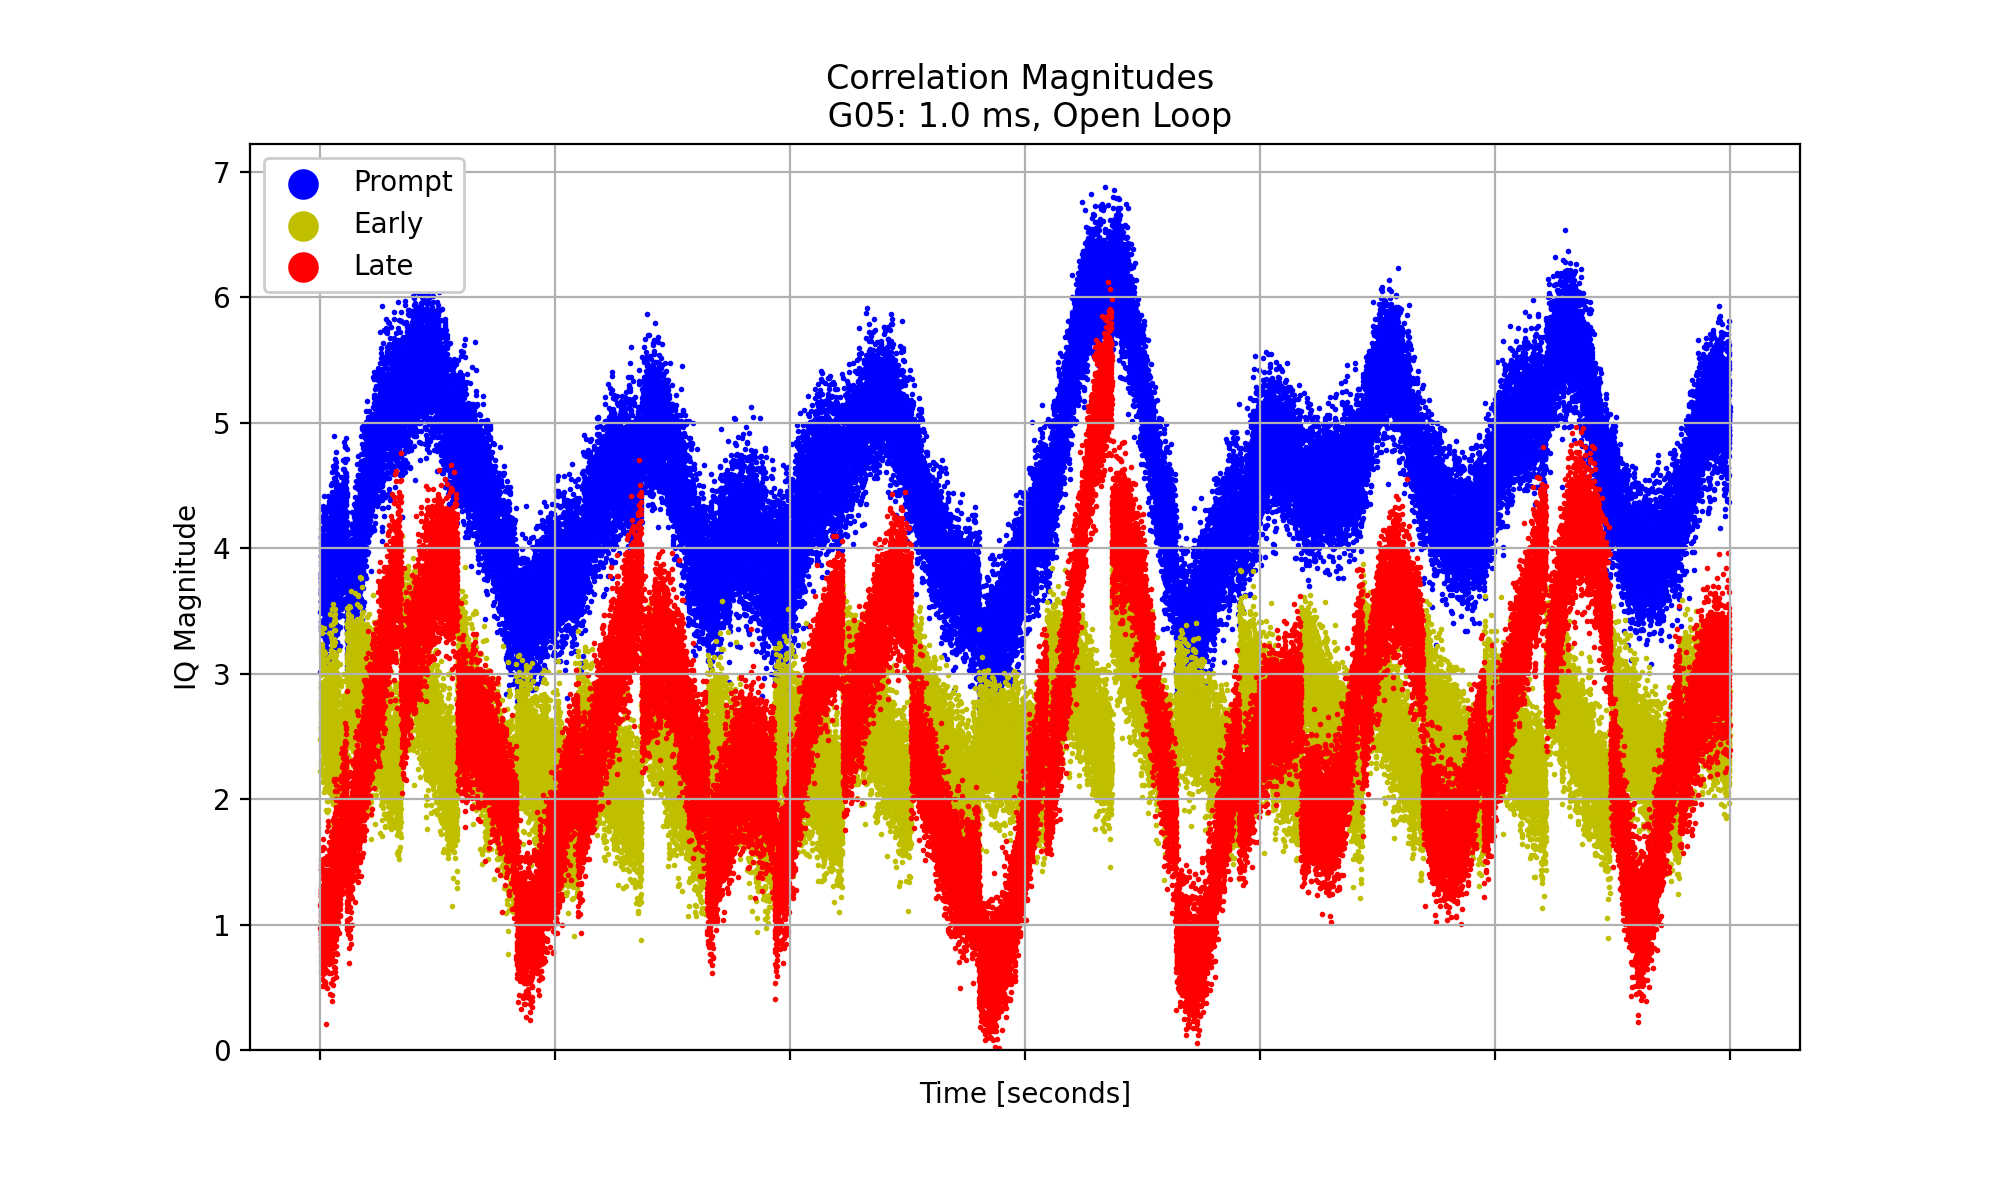 Correlation Magnitudes
G05: 1.0 ms, Open Loop
Prompt
Early
Late
7
6
5
4
3
2
1
0
IQ Magnitude
Time [seconds]